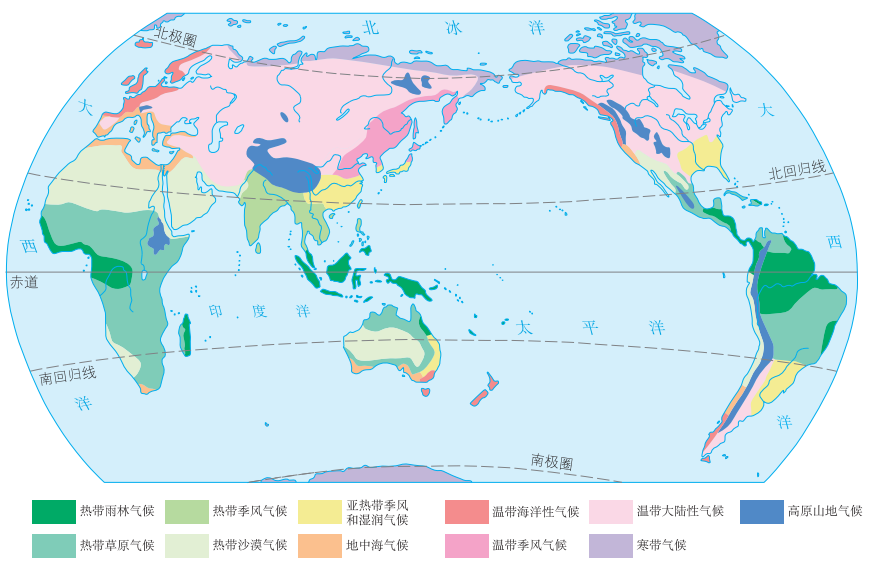 北冰洋
北极圈
大
大
北回归线
西
西
赤道
印度洋
太平洋
南回归线
洋
洋
南极圈
热带雨林气候
热带季风气候
亚热带季风
和湿润气候
温带海洋性气候
温带大陆性气候
高原山地气候
热带草原气候
热带沙漠气候
地中海气候
温带季风气候
寒带气候